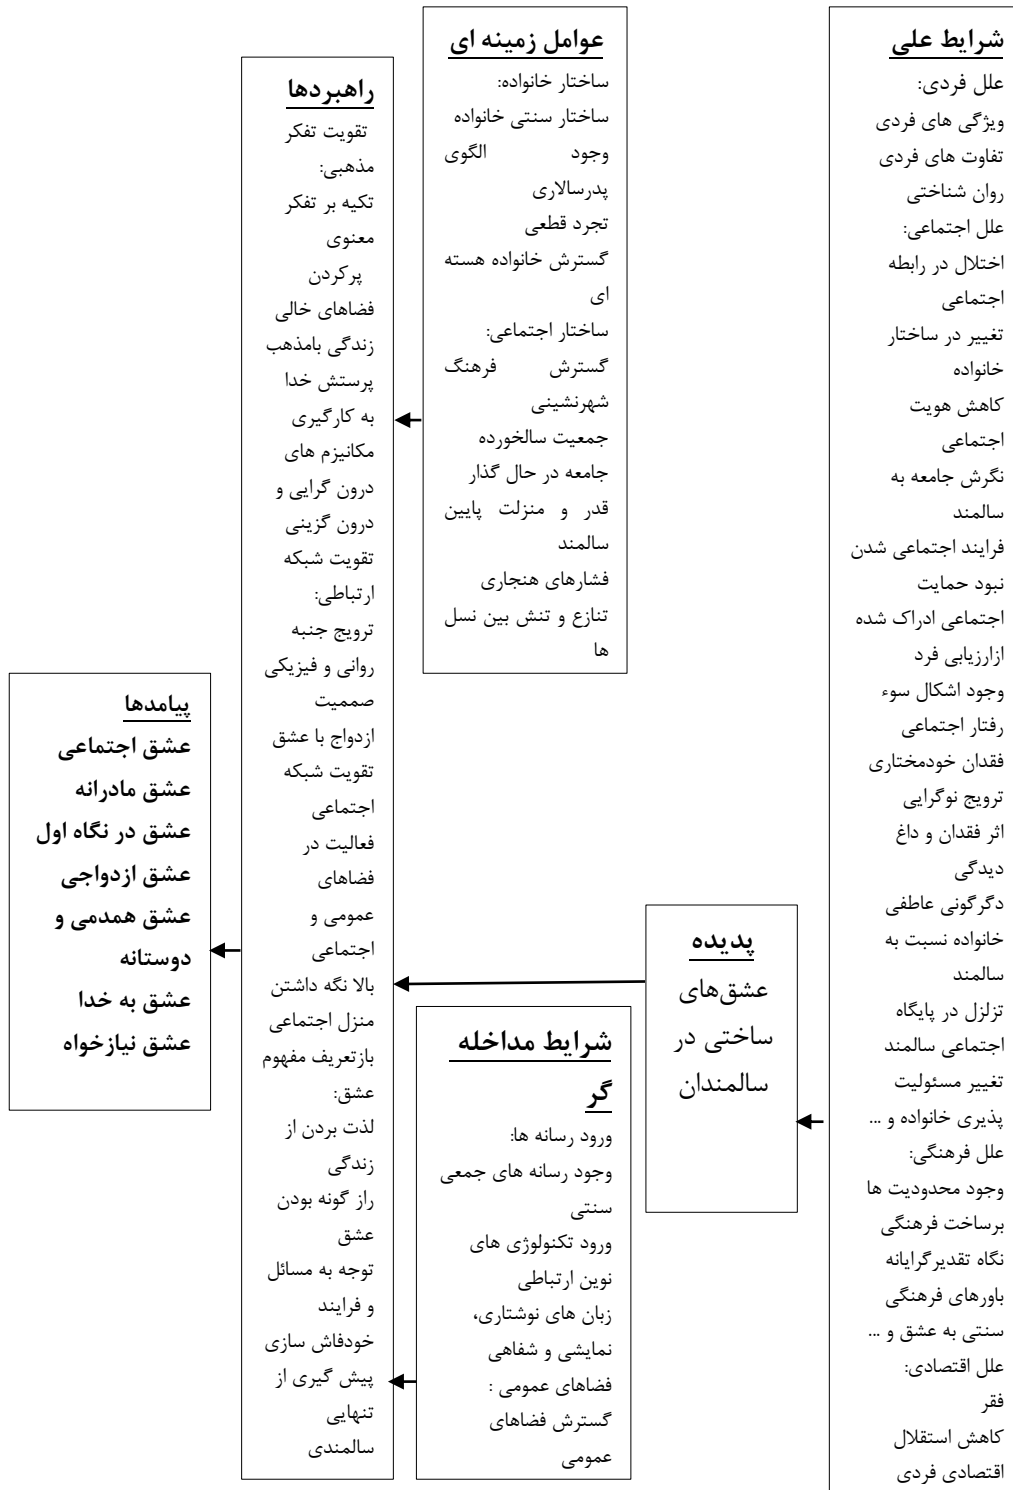 شرایط علی
علل فردی:
ویژگی های فردی
تفاوت های فردی
روان شناختی
علل اجتماعی:
اختلال در رابطه
اجتماعی
تغییر در ساختار
خانواده
کاهش هویت
اجتماعی
نگرش جامعه به
سالمند
فرایند اجتماعی شدن
نبود حمایت
اجتماعی ادراک شده
ازارزیابی فرد
وجود اشکال سوء
رفتار اجتماعی
فقدان خودمختاری
ترویج نوگرایی
اثر فقدان و داغ
دیدگی
دگرگونی عاطفی
خانواده نسبت به
سالمند
تزلزل در پایگاه
اجتماعی سالمند
تغییر مسئولیت
پذیری خانواده و ...
علل فرهنگی:
وجود محدودیت ها
برساخت فرهنگی
نگاه تقدیرگرایانه
باورهای فرهنگی
سنتی به عشق و ...
علل اقتصادی:
فقر
کاهش استقلال
اقتصادی فردی
پدیده
عشق‌های
ساختی در
سالمندان
عوامل زمینه ای
ساختار خانواده:
ساختار سنتی خانواده
وجود الگوی
پدرسالاری
تجرد قطعی
گسترش خانواده هسته
ای
ساختار اجتماعی:
گسترش فرهنگ
شهرنشینی
جمعیت سالخورده
جامعه در حال گذار
قدر و منزلت پایین
سالمند
فشارهای هنجاری
تنازع و تنش بین نسل
ها
شرایط مداخله
گر
ورود رسانه ها:
وجود رسانه های جمعی
سنتی
ورود تکنولوژی های
نوین ارتباطی
زبان های نوشتاری،
نمایشی و شفاهی
فضاهای عمومی :
گسترش فضاهای
عمومی
راهبردها
تقویت تفکر
مذهبی:
تکیه بر تفکر
معنوی
پرکردن
فضاهای خالی
زندگی بامذهب
پرستش خدا
به کارگیری
مکانیزم های
درون گرایی و
درون گزینی
تقویت شبکه
ارتباطی:
ترویج جنبه
روانی و فیزیکی
صممیت
ازدواج با عشق
تقویت شبکه
اجتماعی
فعالیت در
فضاهای
عمومی و
اجتماعی
بالا نگه داشتن
منزل اجتماعی
بازتعریف مفهوم
عشق:
لذت بردن از
زندگی
راز گونه بودن
عشق
توجه به مسائل
و فرایند
خودفاش سازی
پیش گیری از
تنهایی
سالمندی
پیامدها
عشق اجتماعی
عشق مادرانه
عشق در نگاه اول
عشق ازدواجی
عشق همدمی و
دوستانه
عشق به خدا
عشق نیازخواه